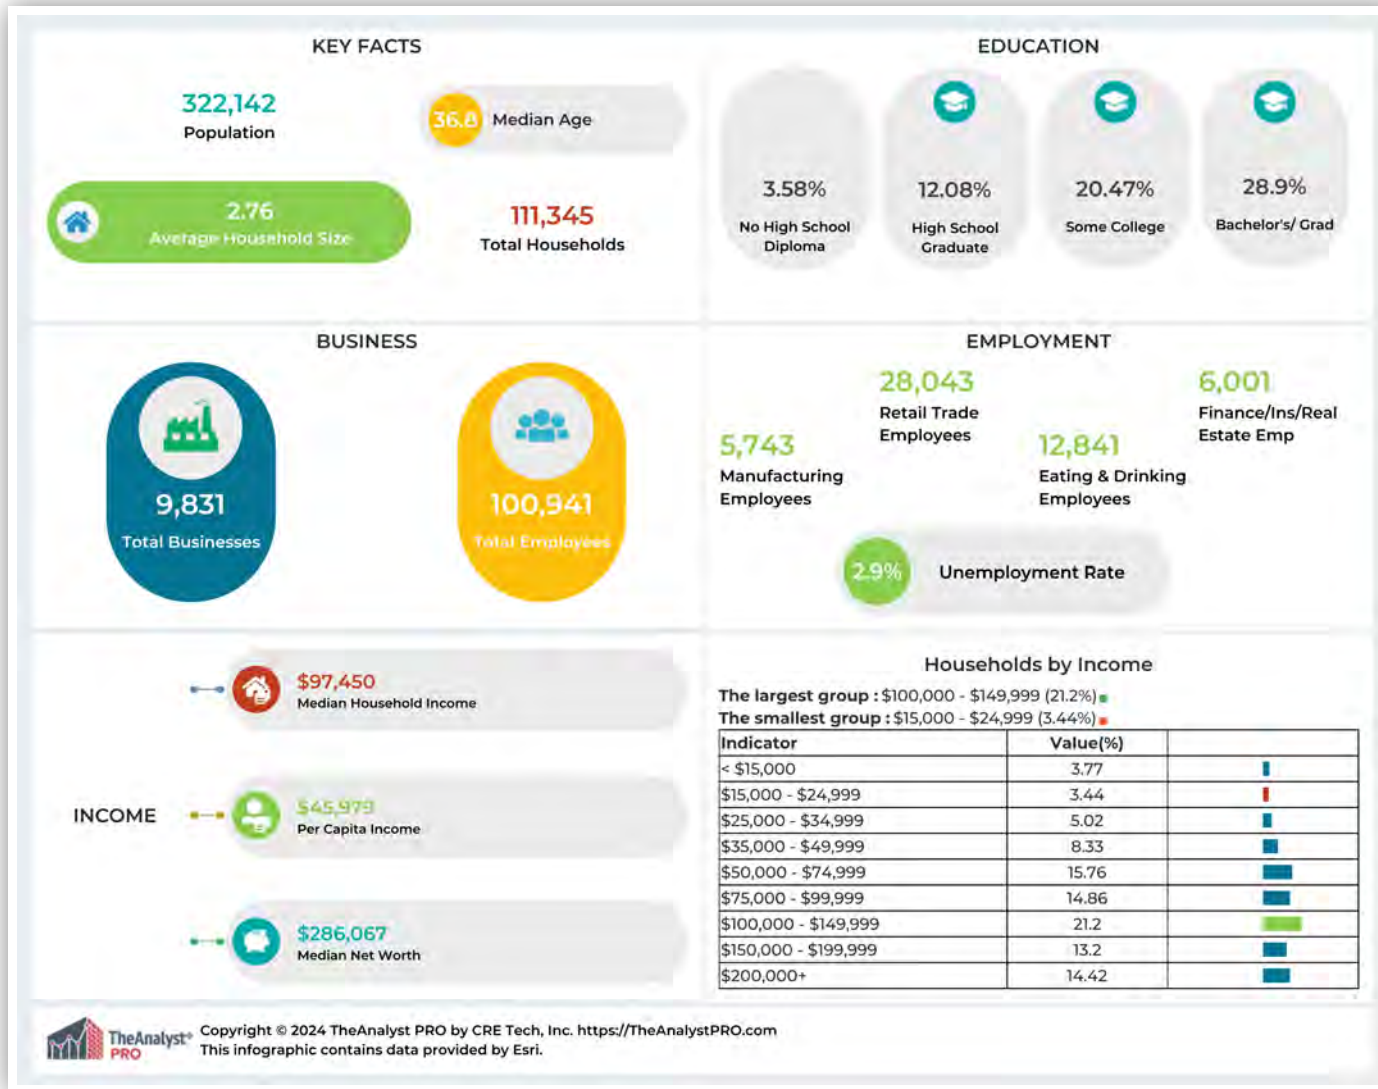 KEY FACTS
322,142
Population
36.8 Median Age
2.76
Average Household Size
111,345
Total Households
EDUCATION
3.58%
No High School
Diploma
12.08%
High School
Graduate
20.47%
Some College
28.9%
Bachelor's/ Grad
BUSINESS
9,831
Total Businesses
100,941
Total Employees
EMPLOYMENT
5,743
Manufacturing
Employees
28,043
Retail Trade
Employees
12,841
Eating & Drinking
Employees
6,001
Finance/Ins/Real
Estate Emp
2.9% Unemployment Rate
INCOME
$97,450
Median Household Income
$45,979
Per Capita Income
$286,067
Median Net Worth
Households by Income
The largest group : $100,000 - $149,999 (21.2%)
The smallest group : $15,000 - $24,999 (3.44%)
Indicator Value(%)
< $15,000 3.77
$15,000 - $24,999 3.44
$25,000 - $34,999 5.02
$35,000 - $49,999 8.33
$50,000 - $74,999 15.76
$75,000 - $99,999 14.86
$100,000 - $149,999 21.2
$150,000 - $199,999 13.2
$200,000+ 14.42
TheAnalyst®
PRO
Copyright © 2024 TheAnalyst PRO by CRE Tech, Inc. https://TheAnalystPRO.com
This infographic contains data provided by Esri.